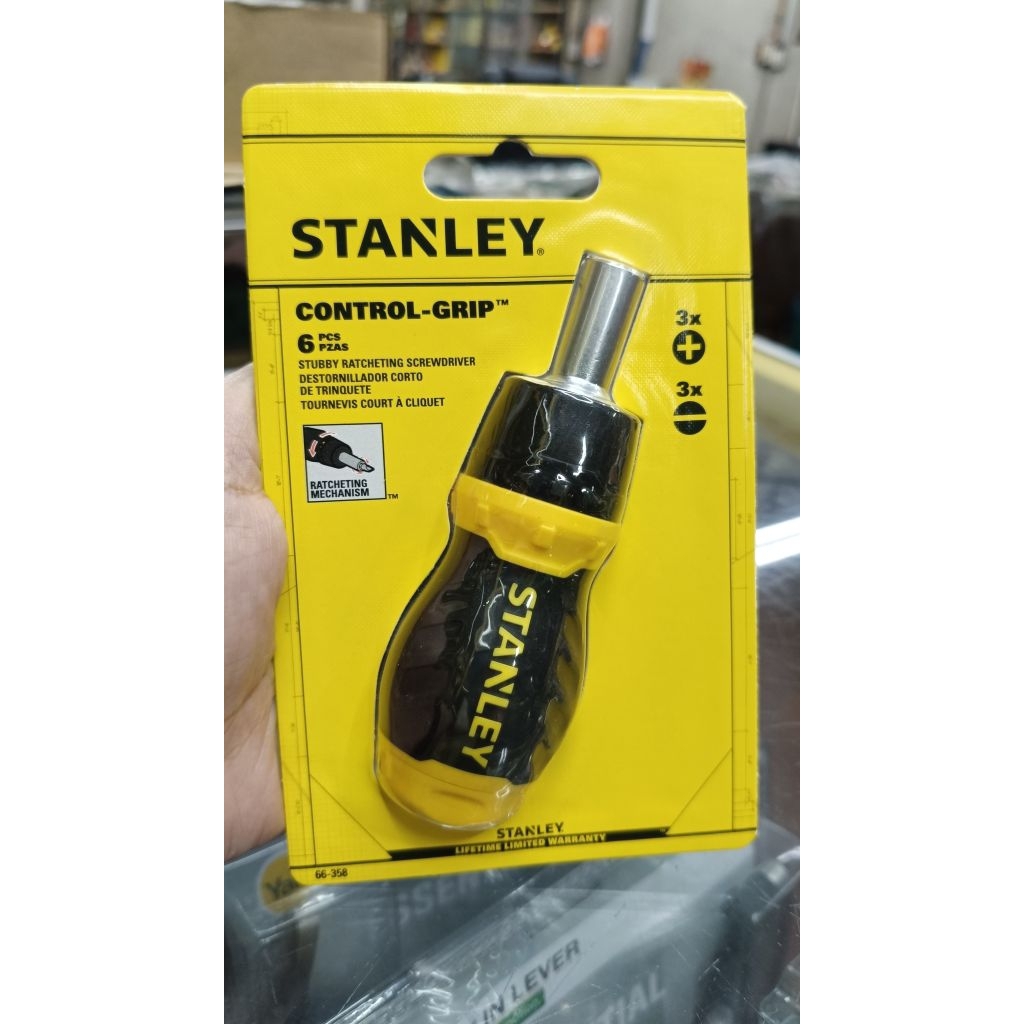 STANLEY®
CONTROL-GRIP™
6 PCS
PZAS
STUBBY RATCHETING SCREWDRIVER
DESTORNILLADOR CORTO
DE TRINQUETE
TOURNEVIS COURT À CLIQUET
RATCHETING
MECHANISM™
3x
3x
STANLEY
STANLEY
LIFETIME LIMITED WARRANTY
66-358
LEVER